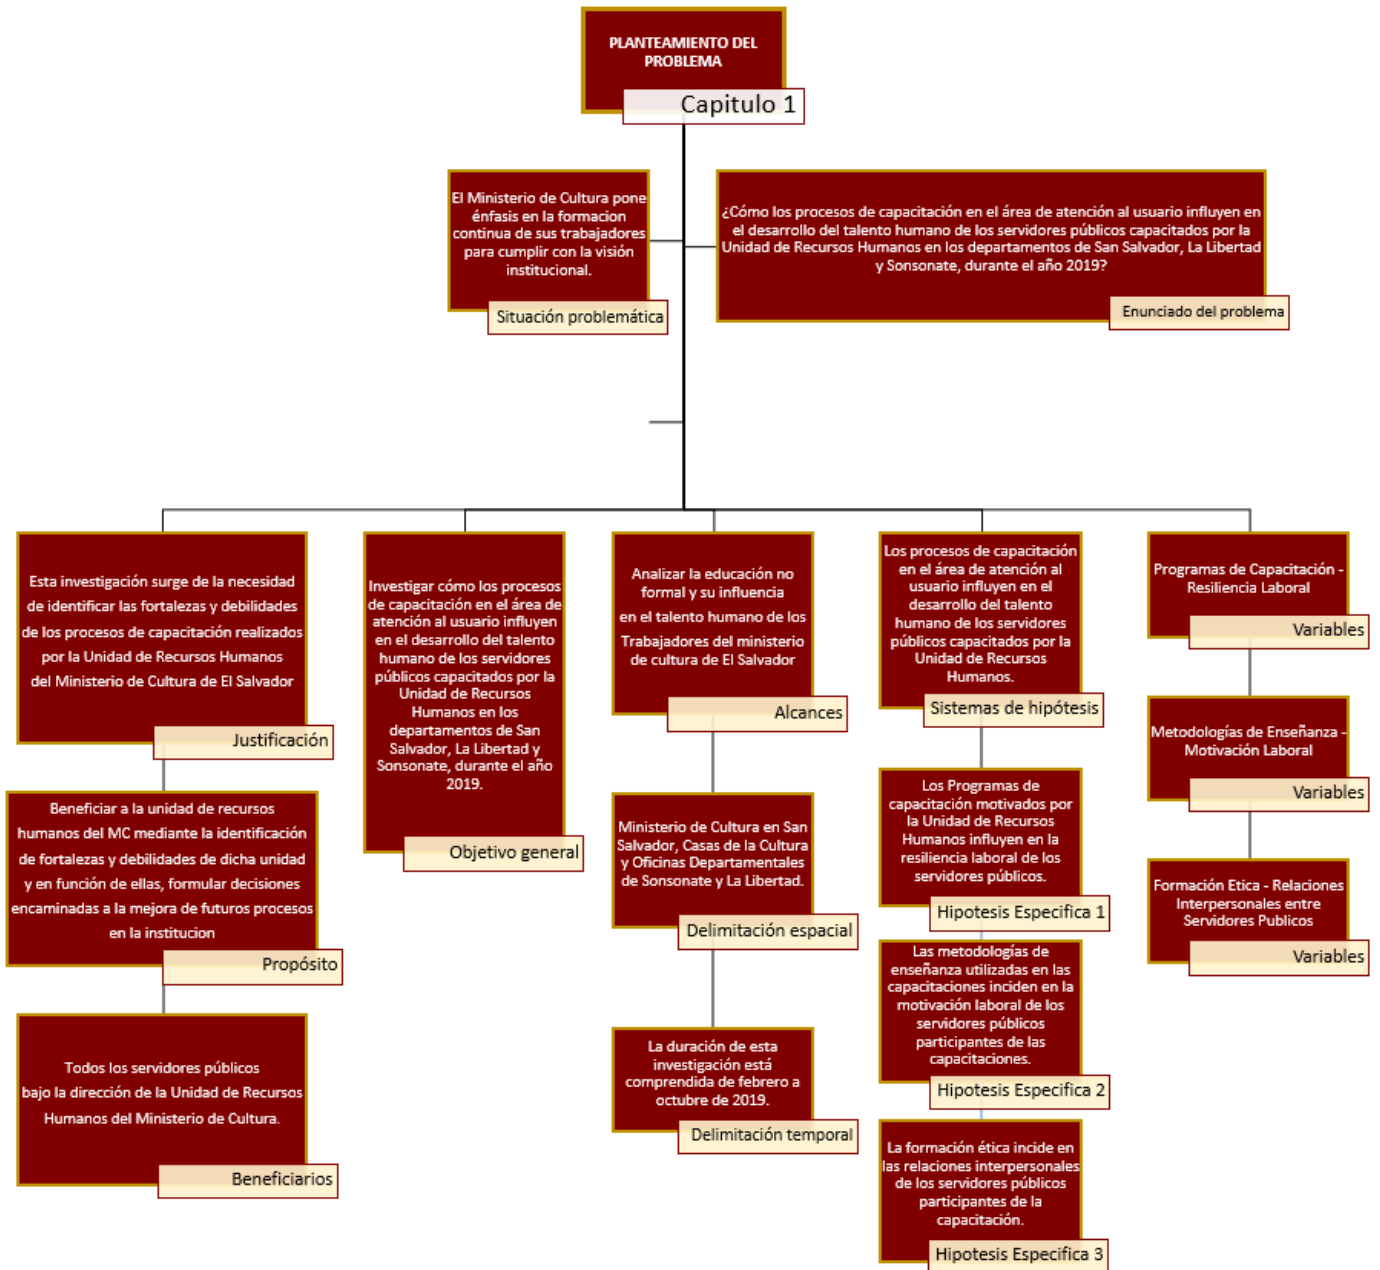 PLANTEAMIENTO DEL
PROBLEMA
Capitulo 1
El Ministerio de Cultura pone
énfasis en la formacion
continua de sus trabajadores
para cumplir con la visión
institucional.
Situación problemática
¿Cómo los procesos de capacitación en el área de atención al usuario influyen en
el desarrollo del talento humano de los servidores públicos capacitados por la
Unidad de Recursos Humanos en los departamentos de San Salvador, La Libertad
y Sonsonate, durante el año 2019?
Enunciado del problema
Esta investigación surge de la necesidad
de identificar las fortalezas y debilidades
de los procesos de capacitación realizados
por la Unidad de Recursos Humanos
del Ministerio de Cultura de El Salvador
Justificación
Beneficiar a la unidad de recursos
humanos del MC mediante la identificación
de fortalezas y debilidades de dicha unidad
y en función de ellas, formular decisiones
encaminadas a la mejora de futuros procesos
en la institucion
Propósito
Todos los servidores públicos
bajo la dirección de la Unidad de Recursos
Humanos del Ministerio de Cultura.
Beneficiarios
Investigar cómo los procesos
de capacitación en el área de
atención al usuario influyen
en el desarrollo del talento
humano de los servidores
públicos capacitados por la
Unidad de Recursos
Humanos en los
departamentos de San
Salvador, La Libertad y
Sonsonate, durante el año
2019.
Objetivo general
Analizar la educación no
formal y su influencia
en el talento humano de los
Trabajadores del ministerio
de cultura de El Salvador
Alcances
Ministerio de Cultura en San
Salvador, Casas de la Cultura
y Oficinas Departamentales
de Sonsonate y La Libertad.
Delimitación espacial
La duración de esta
investigación está
comprendida de febrero a
octubre de 2019.
Delimitación temporal
Los procesos de capacitación
en el área de atención al
usuario influyen en el
desarrollo del talento
humano de los servidores
públicos capacitados por la
Unidad de Recursos
Humanos.
Sistemas de hipótesis
Los Programas de
capacitación motivados por
la Unidad de Recursos
Humanos influyen en la
resiliencia laboral de los
servidores públicos.
Hipotesis Especifica 1
Las metodologías de
enseñanza utilizadas en las
capacitaciones inciden en la
motivación laboral de los
servidores públicos
participantes de las
capacitaciones.
Hipotesis Especifica 2
La formación ética incide en
las relaciones interpersonales
de los servidores públicos
participantes de la
capacitación.
Hipotesis Especifica 3
Programas de Capacitación -
Resiliencia Laboral
Variables
Metodologías de Enseñanza -
Motivación Laboral
Variables
Formación Etica - Relaciones
Interpersonales entre
Servidores Publicos
Variables